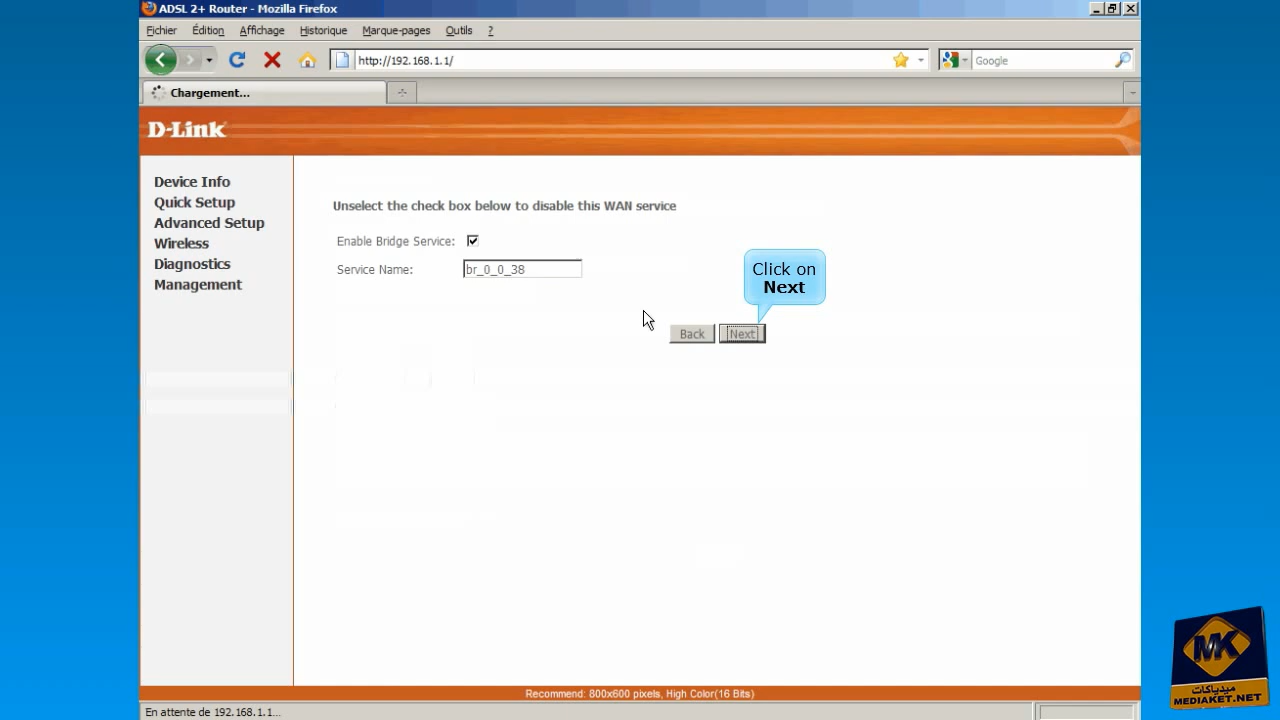 ADSL 2+ Router - Mozilla Firefox
Fichier Édition Affichage Historique Marque-pages Outils ?
http://192.168.1.1/
Google
Chargement...
D-Link
Device Info
Quick Setup
Advanced Setup
Wireless
Diagnostics
Management
Unselect the check box below to disable this WAN service
Enable Bridge Service:
Service Name: br_0_0_38
Click on
Next
Back Next
Recommend: 800x600 pixels, High Color(16 Bits)
En attente de 192.168.1.1...
MK
ميدياكات
MEDIAKET.NET